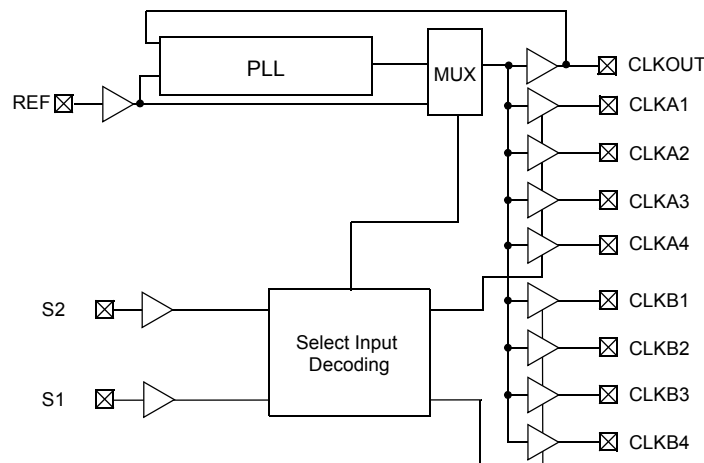 PLL
MUX
REF
CLKOUT
CLKA1
CLKA2
CLKA3
CLKA4
S2
S1
Select Input
Decoding
CLKB1
CLKB2
CLKB3
CLKB4